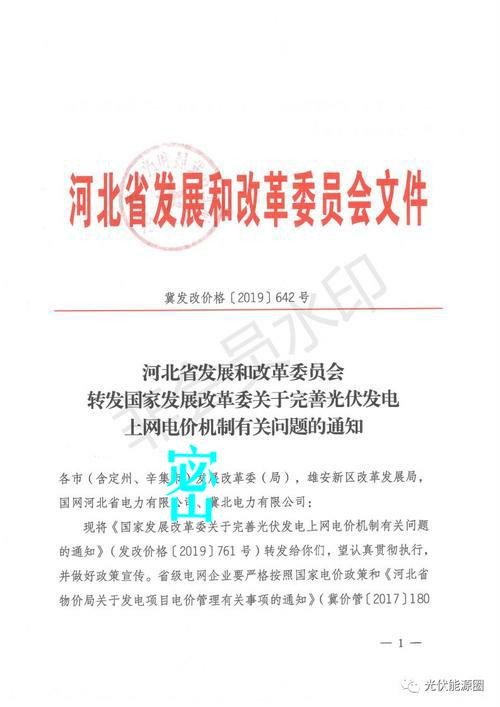 河北省发展和改革委员会文件
冀发改价格〔2019〕642号
河北省发展和改革委员会
转发国家发展改革委关于完善光伏发电
上网电价机制有关问题的通知
密
各市(含定州、辛集市)发展改革委(局),雄安新区改革发展局,
国网河北省电力有限公司、冀北电力有限公司:
现将《国家发展改革委关于完善光伏发电上网电价机制有关问题
的通知》(发改价格〔2019〕761号)转发给你们,望认真贯彻执行,
并做好政策宣传。省级电网企业要严格按照国家电价政策和《河北省
物价局关于发电项目电价管理有关事项的通知》(冀价管〔2017〕180
— 1 —
非会员水印
光伏能源圈